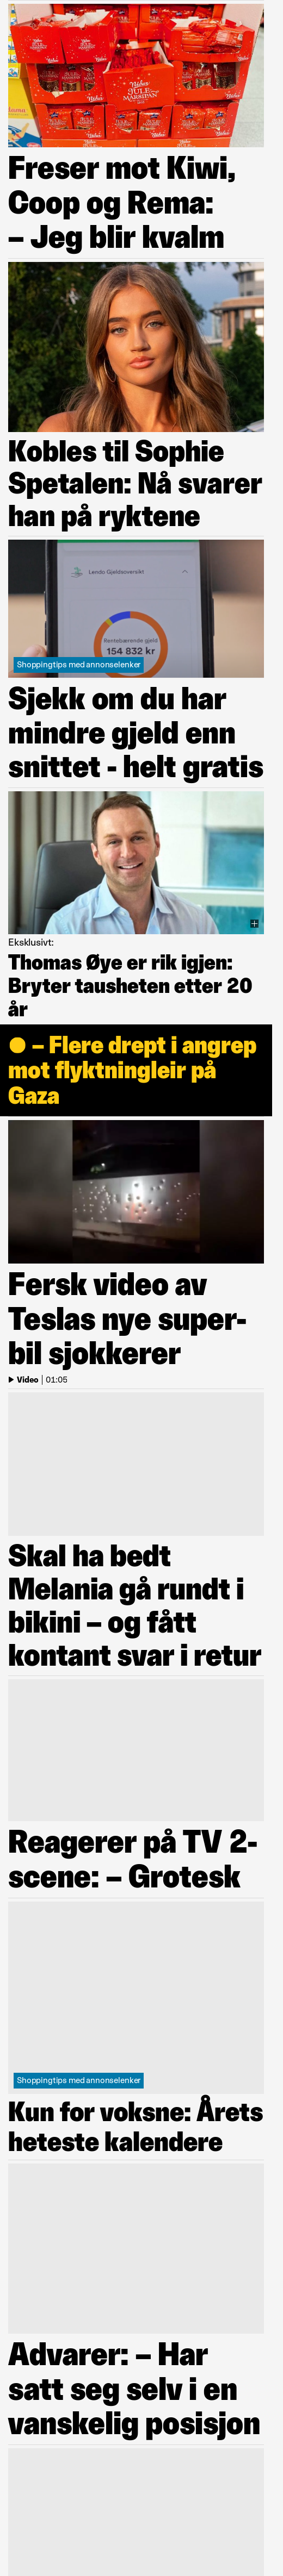 Nidar
JULE
MARSIPAN
Freser mot Kiwi,
Coop og Rema:
– Jeg blir kvalm
Kobles til Sophie
Spetalen: Nå svarer
han på ryktene
Lendo Gjeldsoversikt
Rentebærende gjeld
154 832 kr
Shoppingtips med annonselenker
Sjekk om du har
mindre gjeld enn
snittet - helt gratis
Eksklusivt:
Thomas Øye er rik igjen:
Bryter tausheten etter 20
år
– Flere drept i angrep
mot flyktningleir på
Gaza
Fersk video av
Teslas nye super-
bil sjokkerer
Video | 01:05
Skal ha bedt
Melania gå rundt i
bikini – og fått
kontant svar i retur
Reagerer på TV 2-
scene: – Grotesk
Shoppingtips med annonselenker
Kun for voksne: Årets
heteste kalendere
Advarer: – Har
satt seg selv i en
vanskelig posisjon